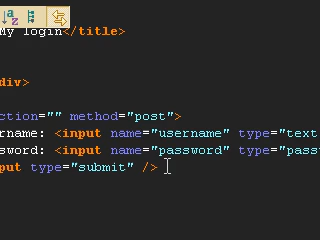 My login</title>
div>
ction="" method="post">
rname: <input name="username" type="text
sword: <input name="password" type="pass
put type="submit" />